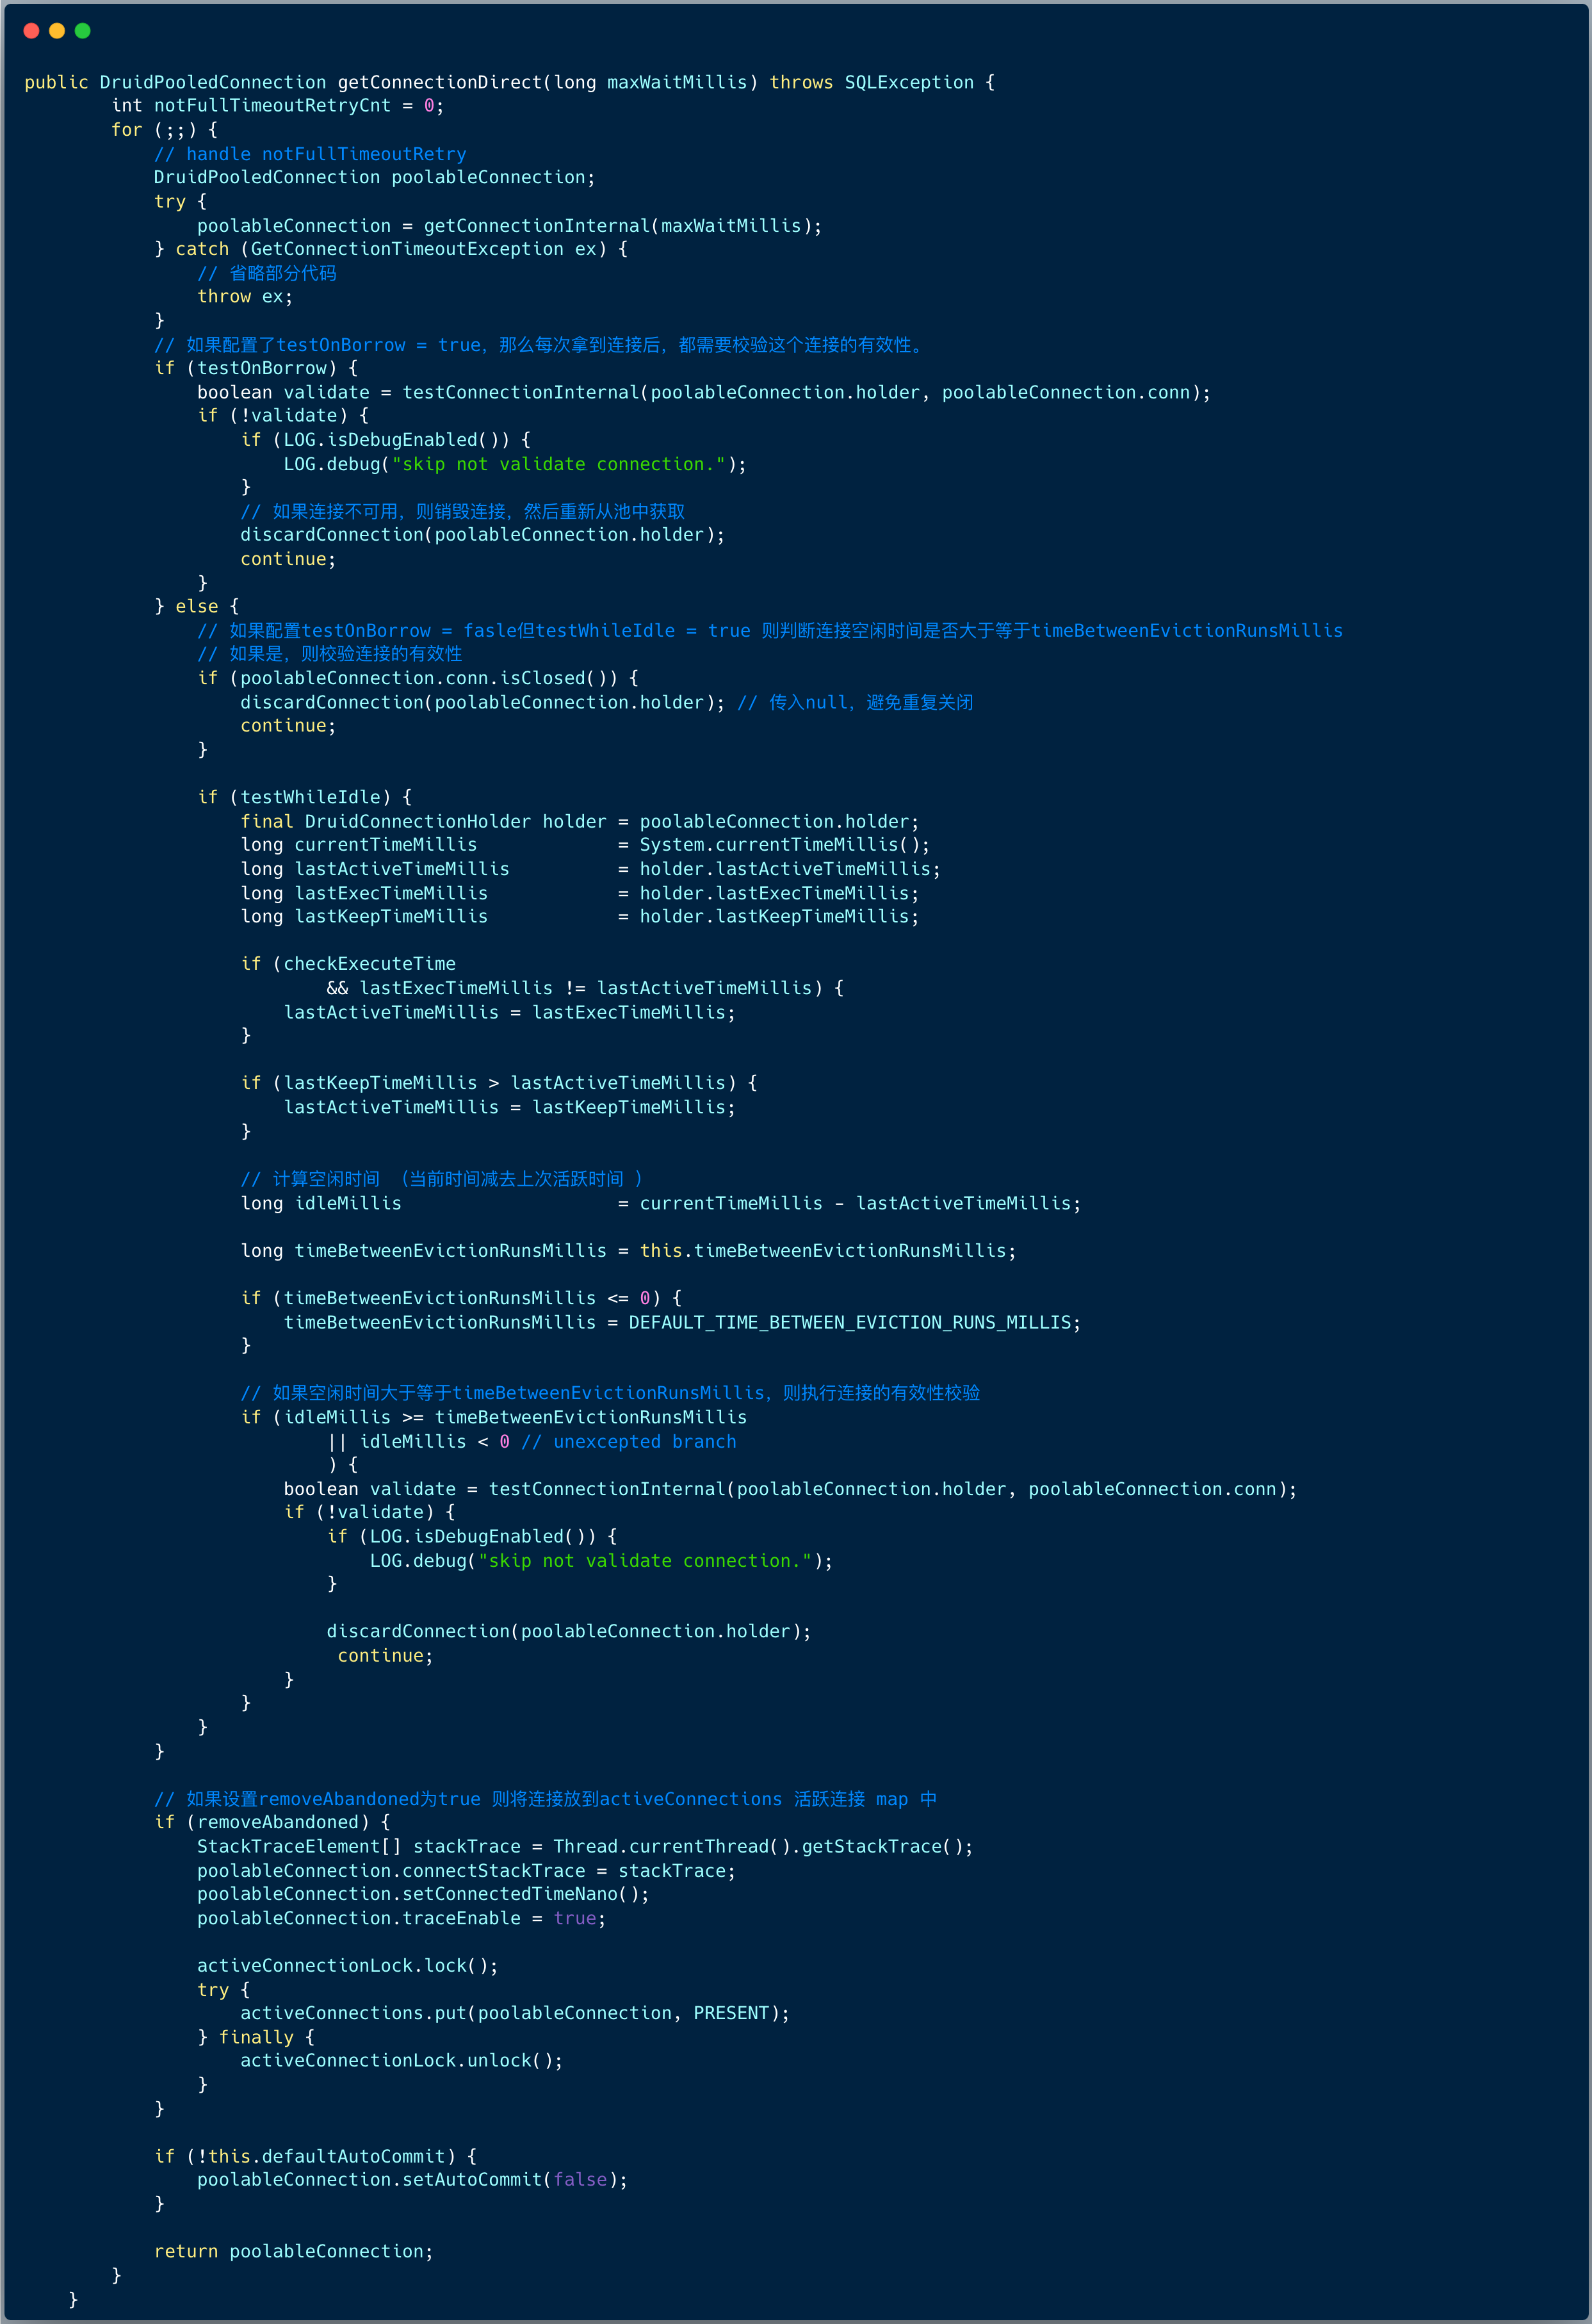 public DruidPooledConnection getConnectionDirect(long maxWaitMillis) throws SQLException {
        int notFullTimeoutRetryCnt = 0;
        for (;;) {
            // handle notFullTimeoutRetry
            DruidPooledConnection poolableConnection;
            try {
                poolableConnection = getConnectionInternal(maxWaitMillis);
            } catch (GetConnectionTimeoutException ex) {
                // 省略部分代码
                throw ex;
            }
            // 如果配置了testOnBorrow = true，那么每次拿到连接后，都需要校验这个连接的有效性。
            if (testOnBorrow) {
                boolean validate = testConnectionInternal(poolableConnection.holder, poolableConnection.conn);
                if (!validate) {
                    if (LOG.isDebugEnabled()) {
                        LOG.debug("skip not validate connection.");
                    }
                    // 如果连接不可用，则销毁连接，然后重新从池中获取
                    discardConnection(poolableConnection.holder);
                    continue;
                }
            } else {
                // 如果配置testOnBorrow = fasle但testWhileIdle = true 则判断连接空闲时间是否大于等于timeBetweenEvictionRunsMillis
                // 如果是，则校验连接的有效性
                if (poolableConnection.conn.isClosed()) {
                    discardConnection(poolableConnection.holder); // 传入null，避免重复关闭
                    continue;
                }

                if (testWhileIdle) {
                    final DruidConnectionHolder holder = poolableConnection.holder;
                    long currentTimeMillis             = System.currentTimeMillis();
                    long lastActiveTimeMillis          = holder.lastActiveTimeMillis;
                    long lastExecTimeMillis            = holder.lastExecTimeMillis;
                    long lastKeepTimeMillis            = holder.lastKeepTimeMillis;

                    if (checkExecuteTime
                            && lastExecTimeMillis != lastActiveTimeMillis) {
                        lastActiveTimeMillis = lastExecTimeMillis;
                    }

                    if (lastKeepTimeMillis > lastActiveTimeMillis) {
                        lastActiveTimeMillis = lastKeepTimeMillis;
                    }

                    // 计算空闲时间 （当前时间减去上次活跃时间 ）
                    long idleMillis                    = currentTimeMillis - lastActiveTimeMillis;

                    long timeBetweenEvictionRunsMillis = this.timeBetweenEvictionRunsMillis;

                    if (timeBetweenEvictionRunsMillis <= 0) {
                        timeBetweenEvictionRunsMillis = DEFAULT_TIME_BETWEEN_EVICTION_RUNS_MILLIS;
                    }

                    // 如果空闲时间大于等于timeBetweenEvictionRunsMillis，则执行连接的有效性校验
                    if (idleMillis >= timeBetweenEvictionRunsMillis
                            || idleMillis < 0 // unexcepted branch
                            ) {
                        boolean validate = testConnectionInternal(poolableConnection.holder, poolableConnection.conn);
                        if (!validate) {
                            if (LOG.isDebugEnabled()) {
                                LOG.debug("skip not validate connection.");
                            }

                            discardConnection(poolableConnection.holder);
                             continue;
                        }
                    }
                }
            }

            // 如果设置removeAbandoned为true 则将连接放到activeConnections 活跃连接 map 中
            if (removeAbandoned) {
                StackTraceElement[] stackTrace = Thread.currentThread().getStackTrace();
                poolableConnection.connectStackTrace = stackTrace;
                poolableConnection.setConnectedTimeNano();
                poolableConnection.traceEnable = true;

                activeConnectionLock.lock();
                try {
                    activeConnections.put(poolableConnection, PRESENT);
                } finally {
                    activeConnectionLock.unlock();
                }
            }

            if (!this.defaultAutoCommit) {
                poolableConnection.setAutoCommit(false);
            }

            return poolableConnection;
        }
    }